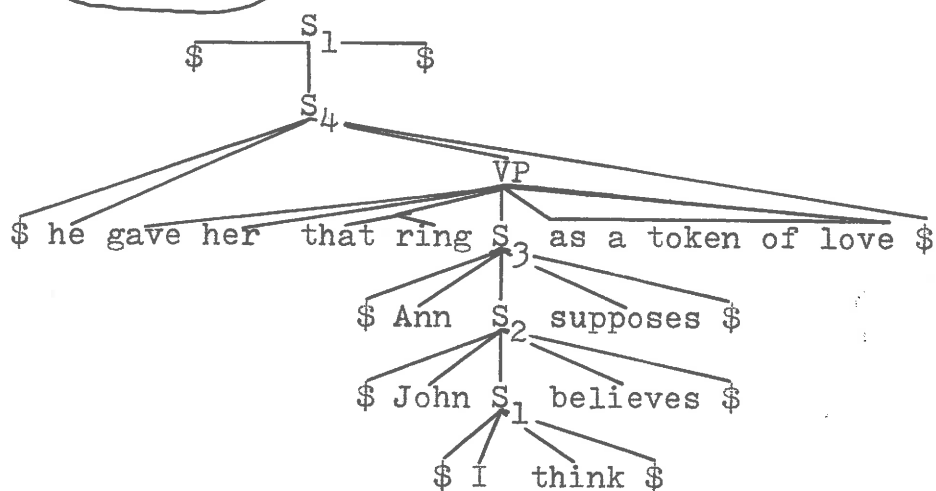 S1
$ $
S4
VP
$ he gave her that ring S3 as a token of love $
$ Ann S2 supposes $
$ John S1 believes $
$ I think $